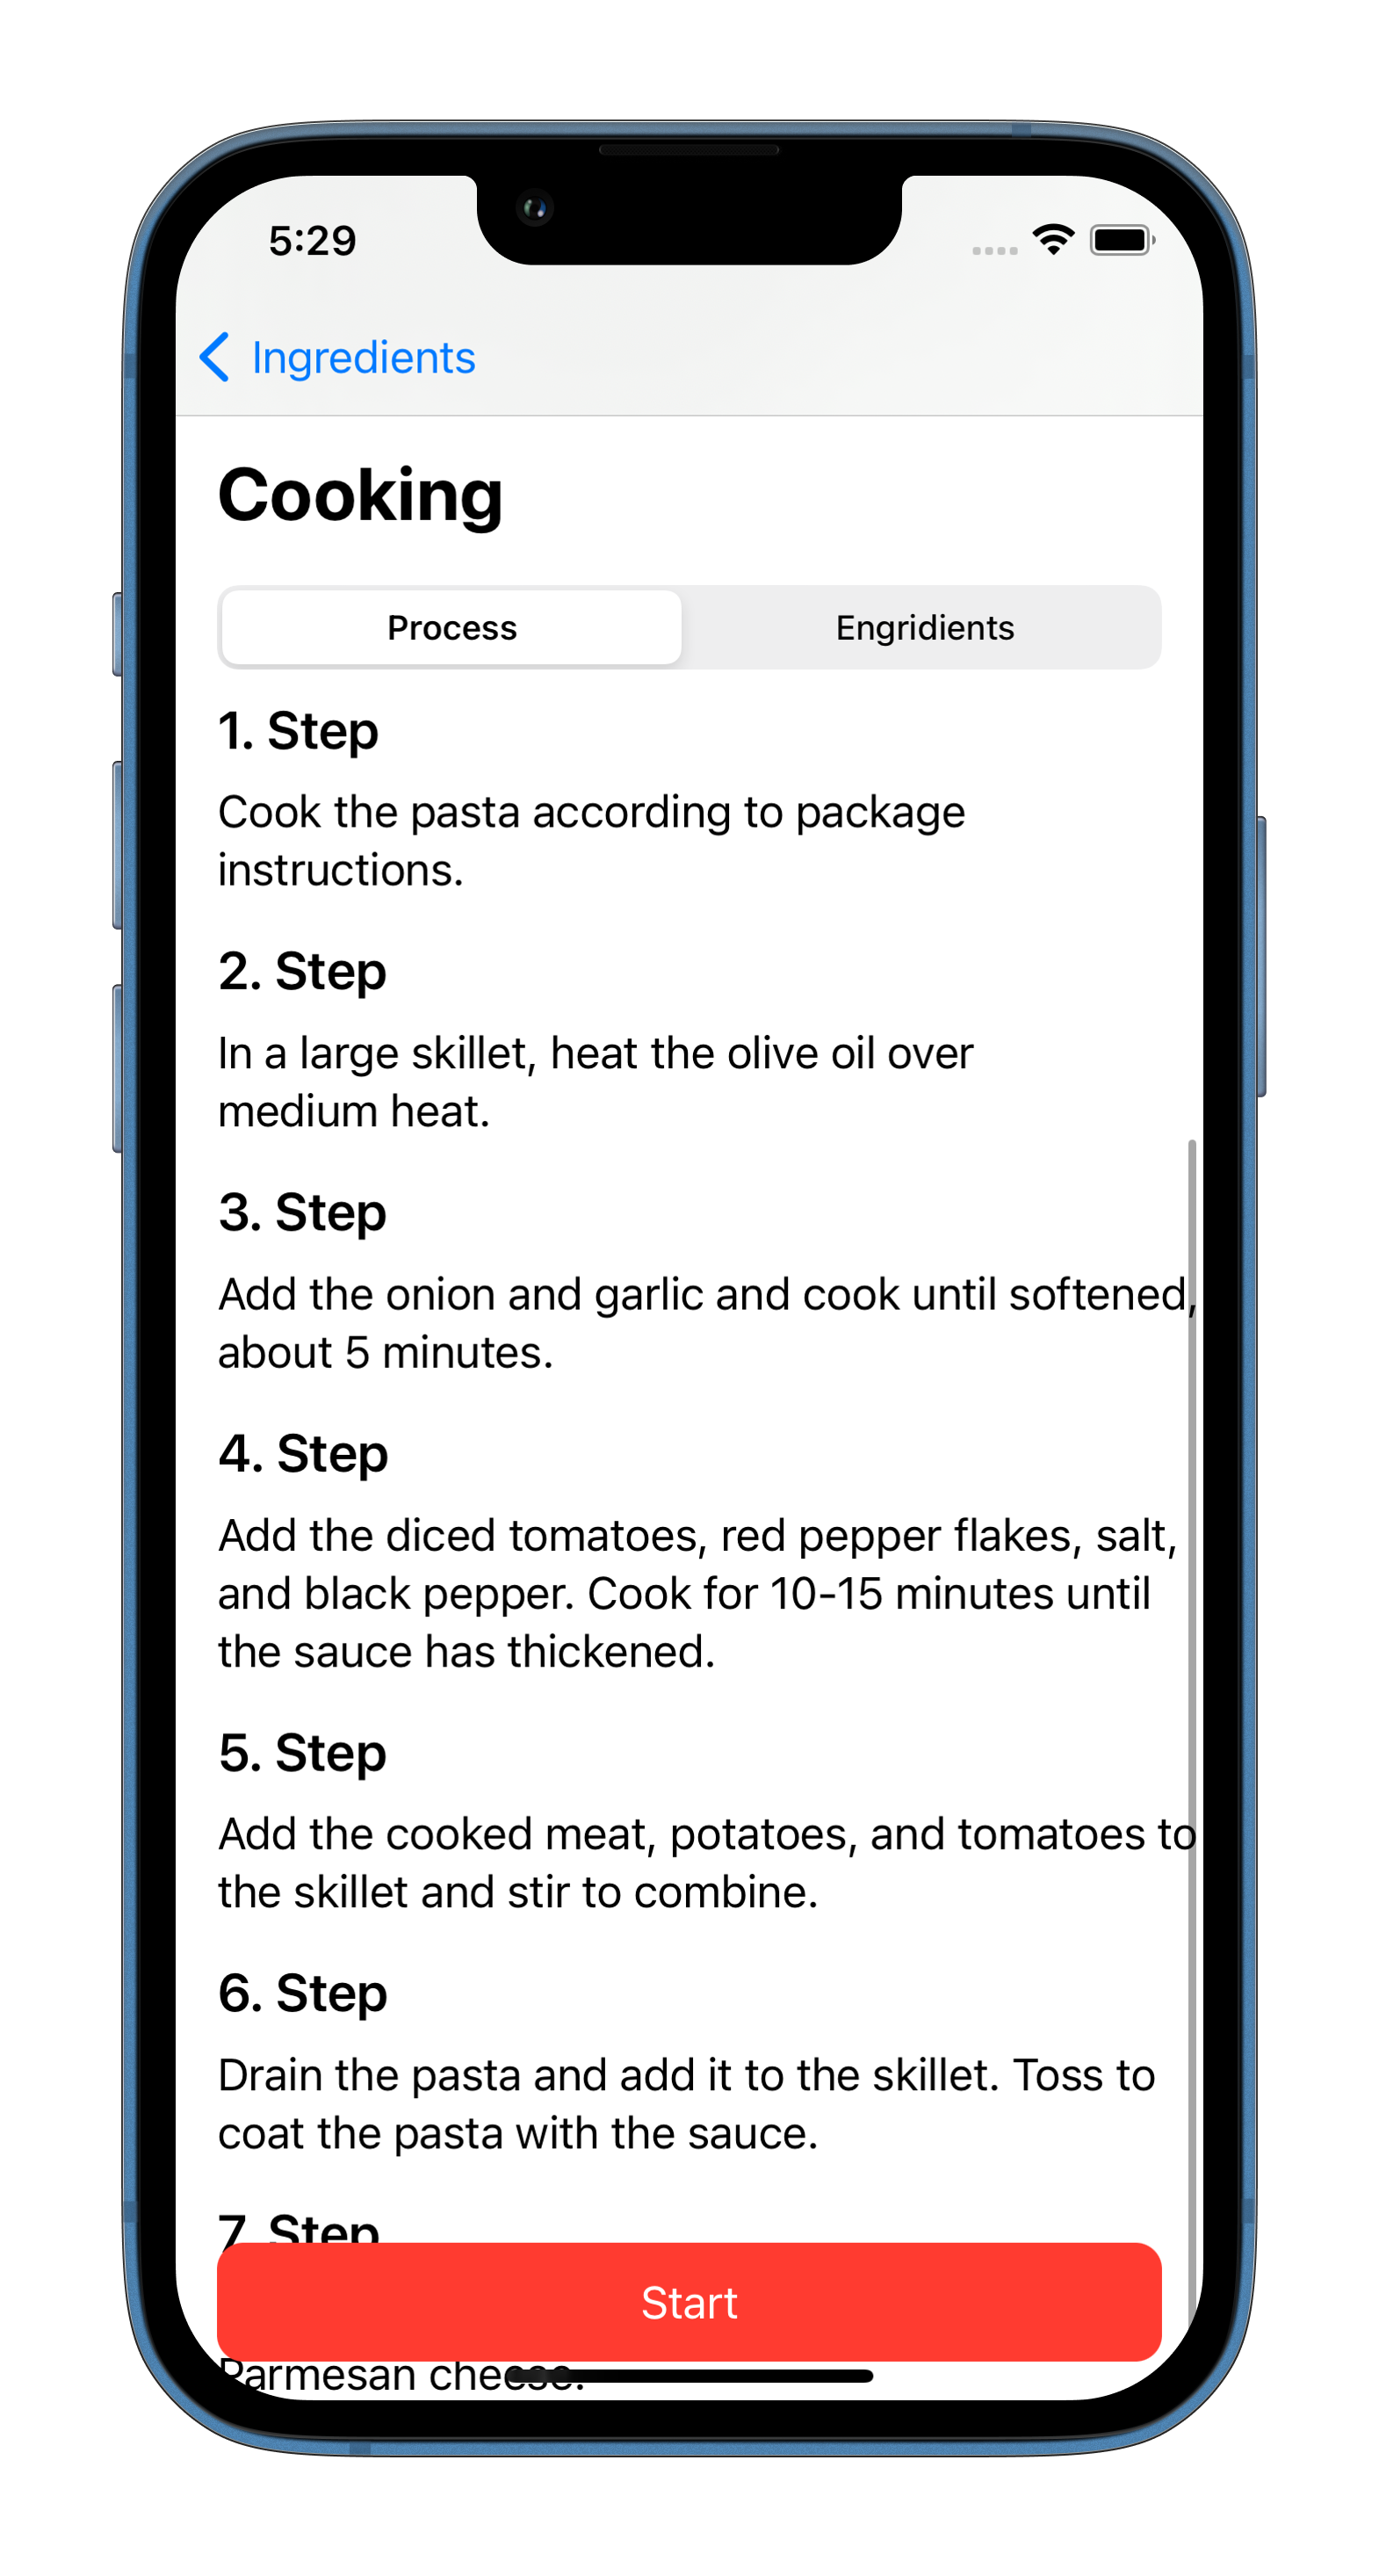 5:29
Ingredients
Cooking
Process
Engridients
1. Step
Cook the pasta according to package
instructions.
2. Step
In a large skillet, heat the olive oil over
medium heat.
3. Step
Add the onion and garlic and cook until softened,
about 5 minutes.
4. Step
Add the diced tomatoes, red pepper flakes, salt,
and black pepper. Cook for 10-15 minutes until
the sauce has thickened.
5. Step
Add the cooked meat, potatoes, and tomatoes to
the skillet and stir to combine.
6. Step
Drain the pasta and add it to the skillet. Toss to
coat the pasta with the sauce.
7. Step
Start
Parmesan cheese.